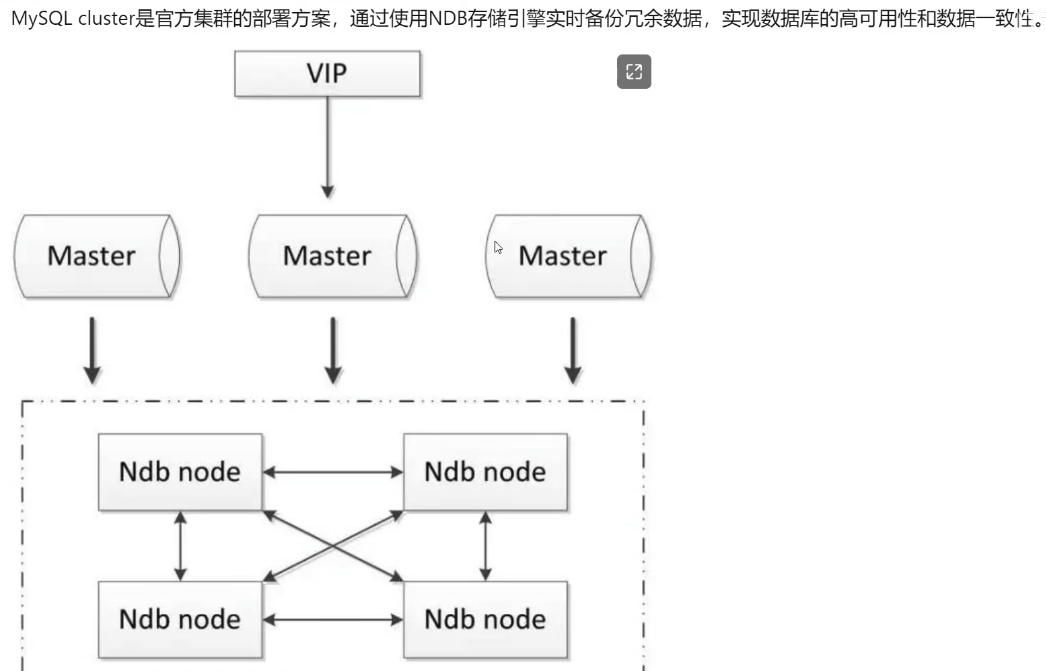 MySQL cluster是官方集群的部署方案，通过使用NDB存储引擎实时备份冗余数据，实现数据库的高可用性和数据一致性。
VIP
Master
Master
Master
Ndb node
Ndb node
Ndb node
Ndb node